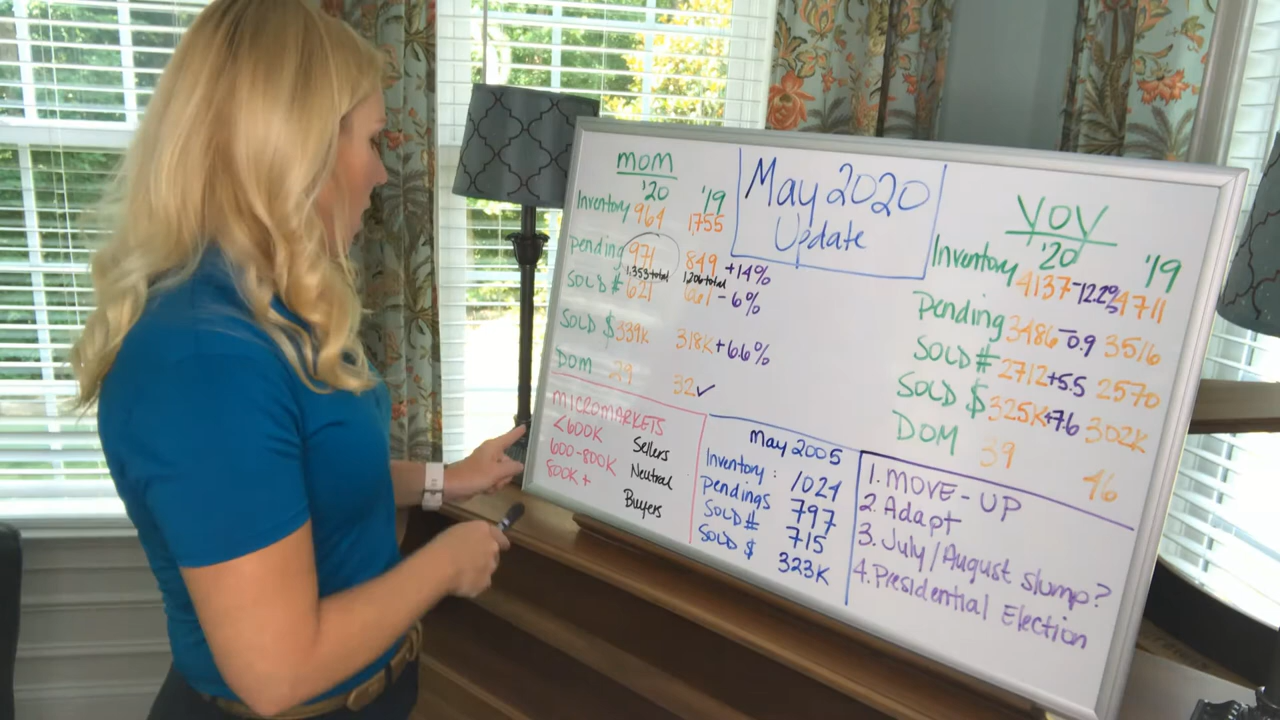 MOM
'20 '19
Inventory 964 1755
Pending 971 849 +14%
1,353 total 1,206 total
SOLD # 621 661 - 6%
SOLD $ 339K 318K +6.6%
DOM 29 32 ✓
May 2020
Update
YOY
'20 '19
Inventory 4137 -12.2% 4711
Pending 3486 -0.9 3516
SOLD # 2712 +5.5 2570
SOLD $ 325K +7.6 302K
DOM 39 46
MICROMARKETS
<600K Sellers
600-800K Neutral
800K + Buyers
May 2005
Inventory: 1024
Pendings 797
SOLD # 715
SOLD $ 323K
1. MOVE-UP
2. Adapt
3. July/August slump?
4. Presidential Election